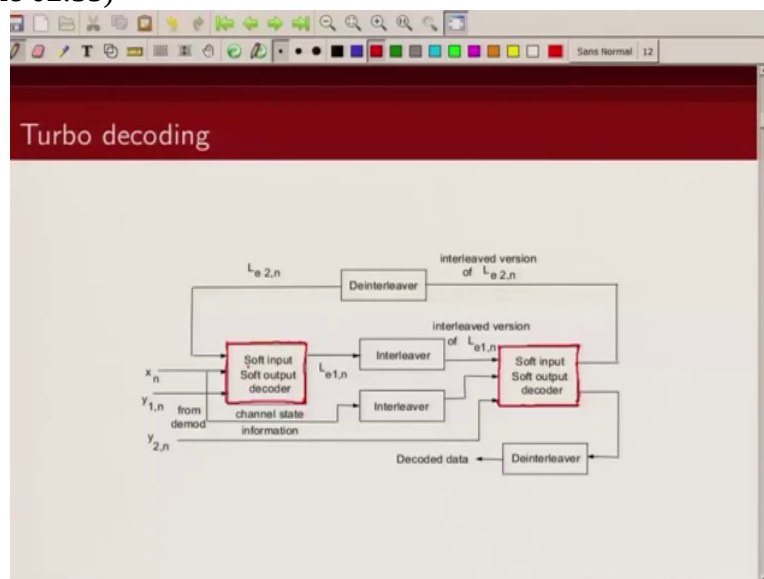 Sans Normal 12
Turbo decoding
L e 2,n
interleaved version
of L e 2,n
Deinterleaver
interleaved version
of L e1,n
x n
y 1,n
from
demod
y 2,n
Soft input
Soft output
decoder
L e1,n
channel state
information
Interleaver
Interleaver
Soft input
Soft output
decoder
Decoded data
Deinterleaver